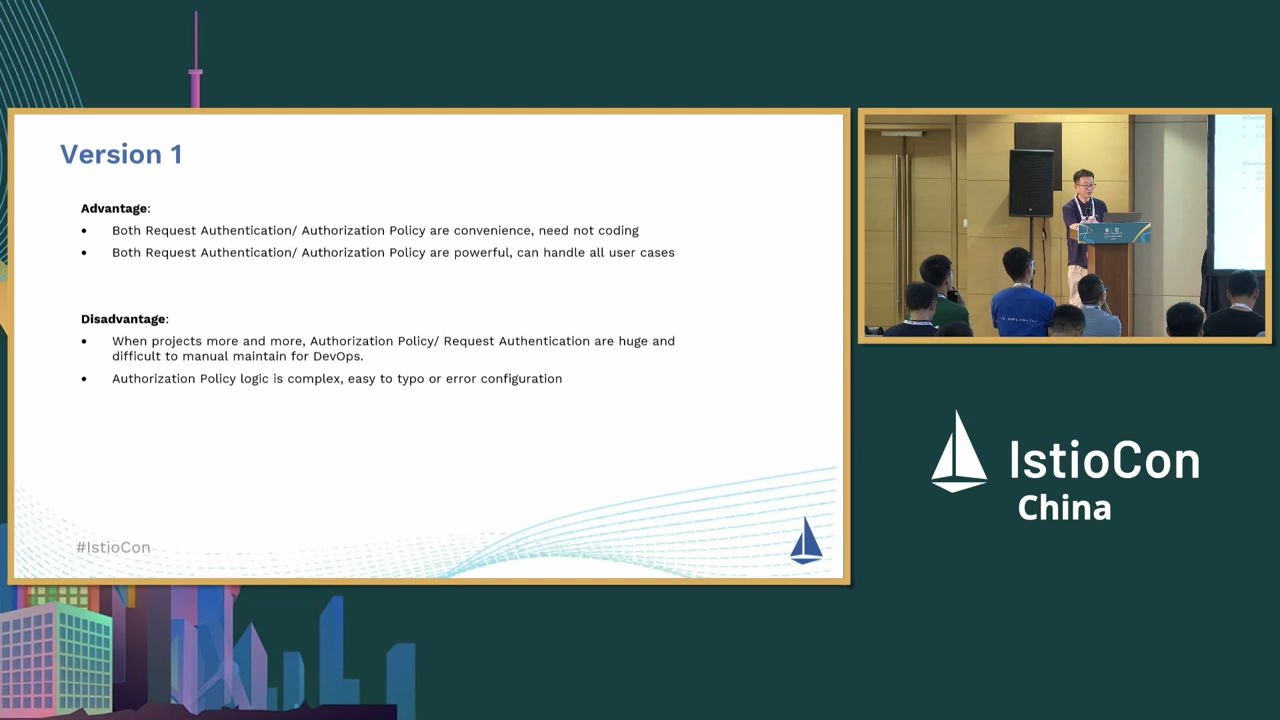 Version 1
Advantage:
• Both Request Authentication/ Authorization Policy are convenience, need not coding
• Both Request Authentication/ Authorization Policy are powerful, can handle all user cases
Disadvantage:
• When projects more and more, Authorization Policy/ Request Authentication are huge and
difficult to manual maintain for DevOps.
• Authorization Policy logic is complex, easy to typo or error configuration
#IstioCon
IstioCon
China